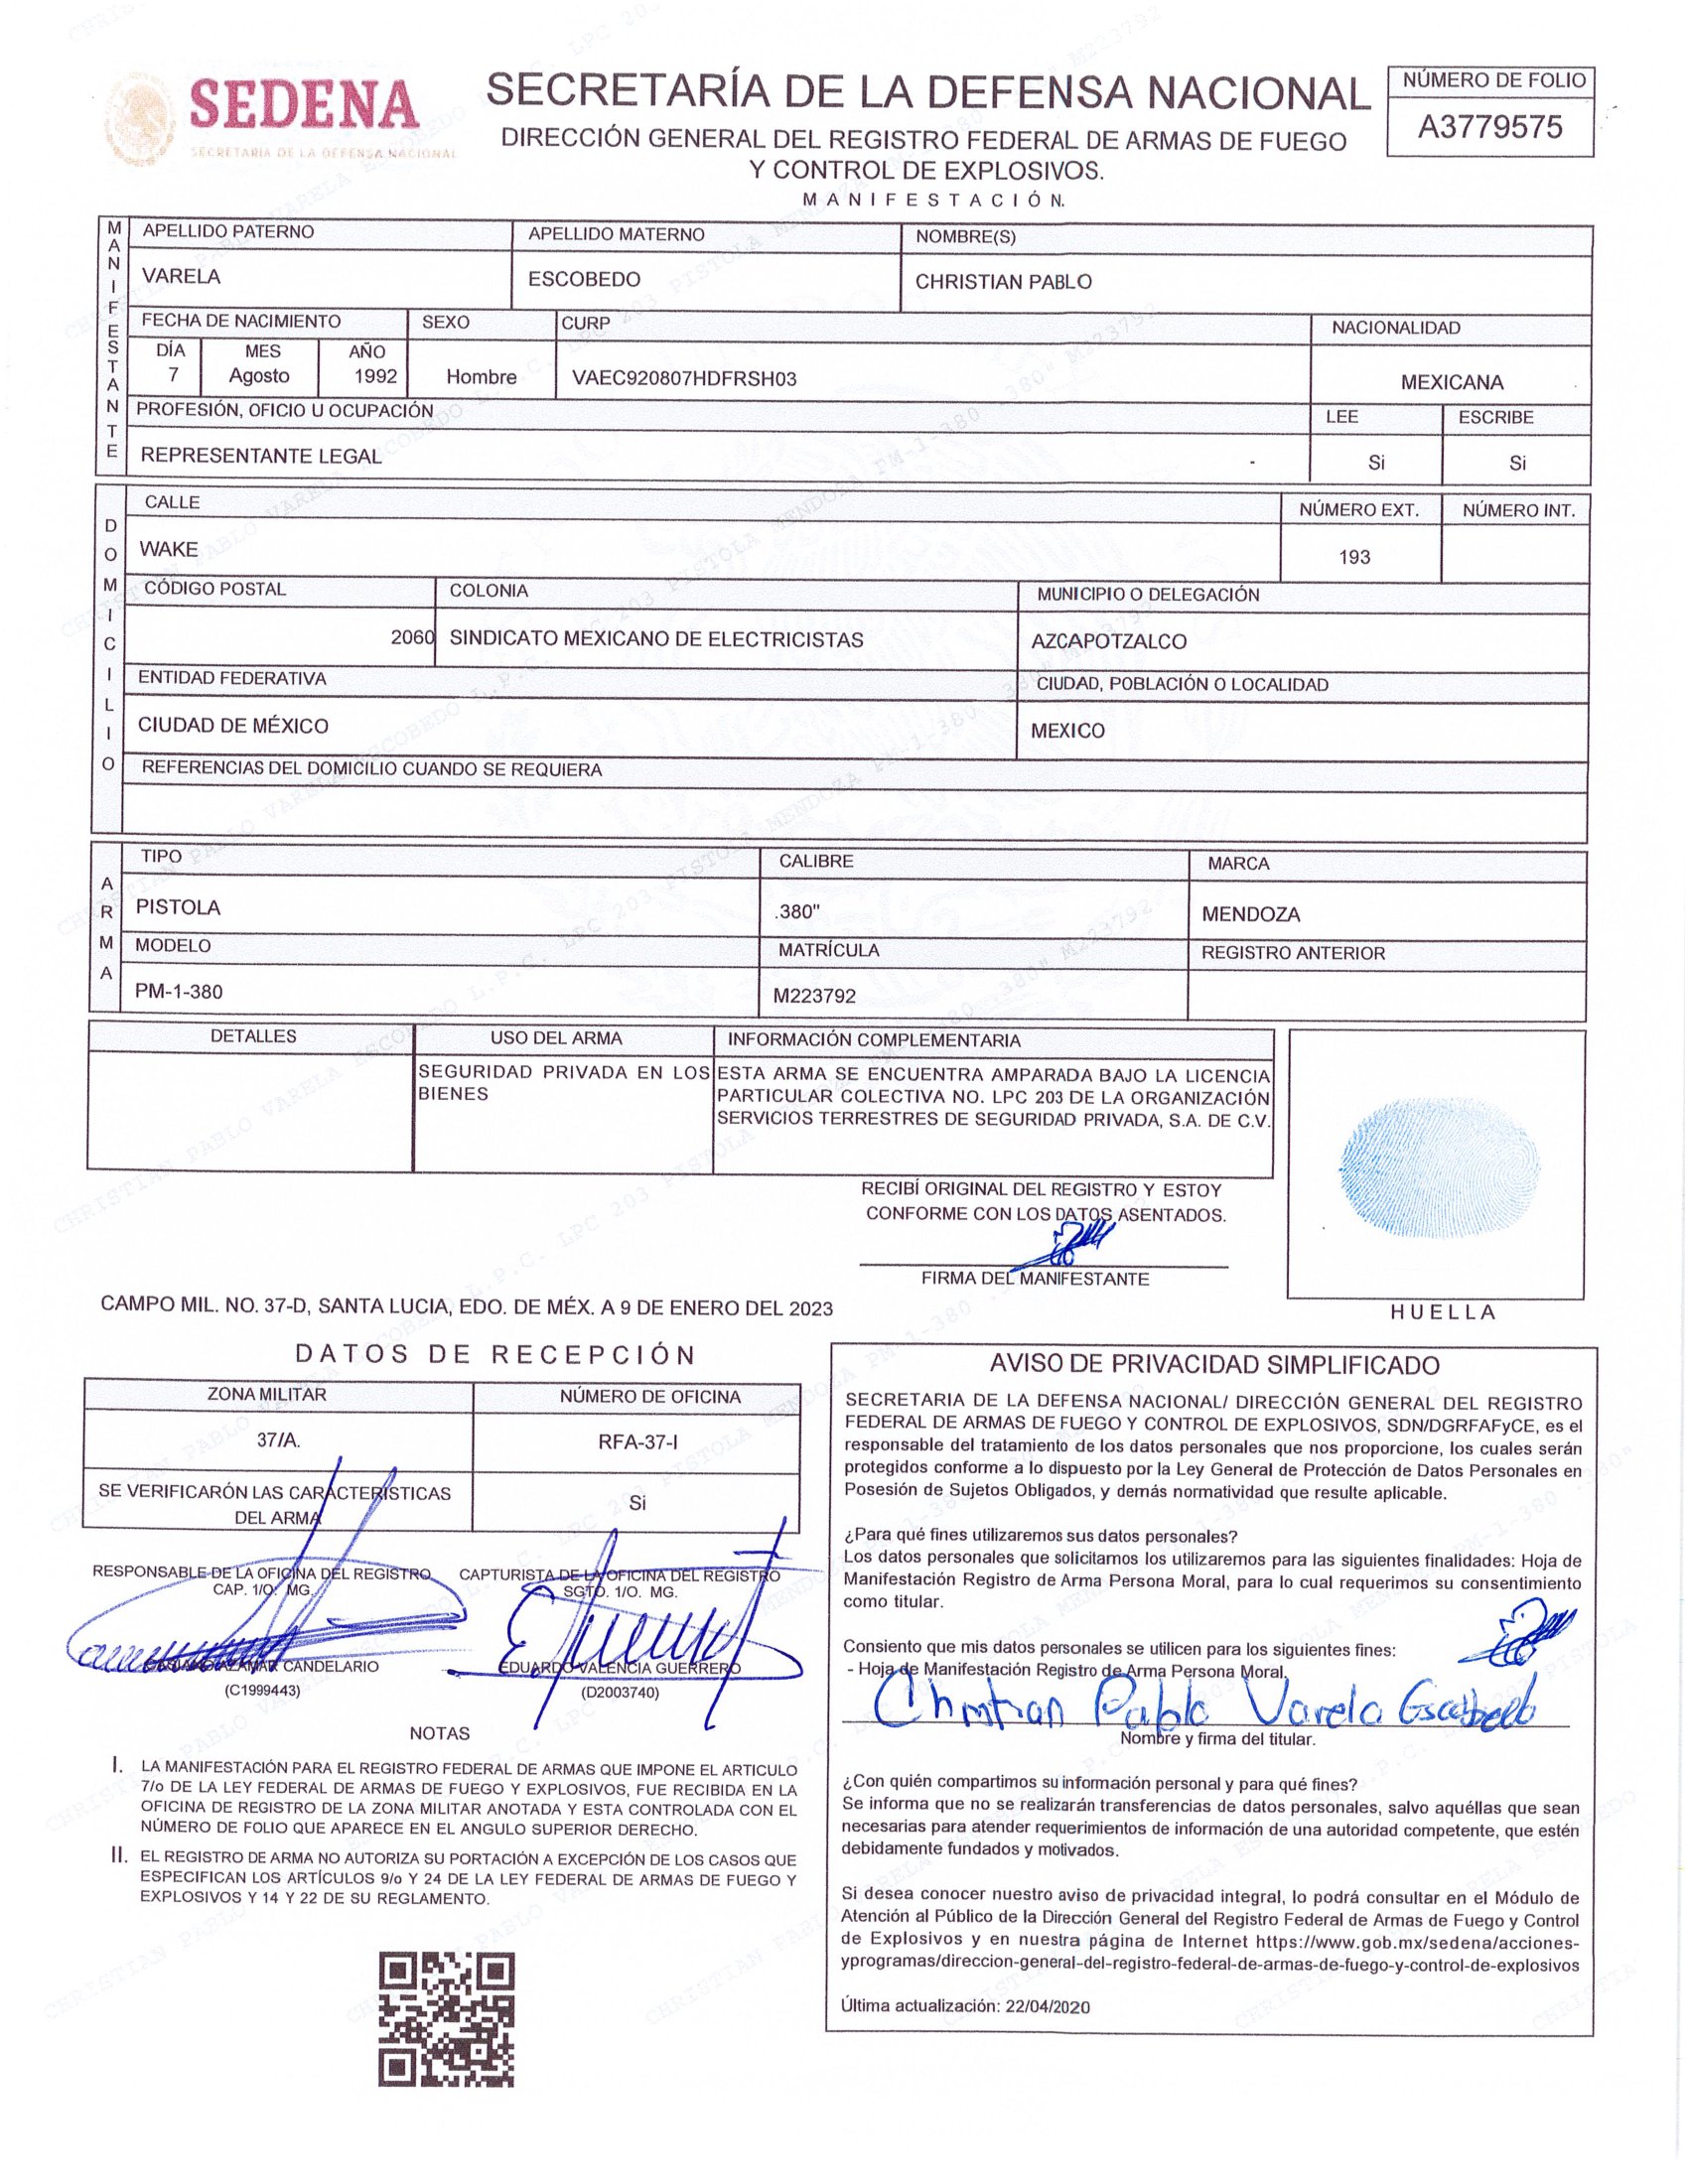 SEDENA
SECRETARÍA DE LA DEFENSA NACIONAL
SECRETARÍA DE LA DEFENSA NACIONAL
DIRECCIÓN GENERAL DEL REGISTRO FEDERAL DE ARMAS DE FUEGO
Y CONTROL DE EXPLOSIVOS.
MANIFESTACIÓN.
NÚMERO DE FOLIO
A3779575
MANIFESTANTE
APELLIDO PATERNO APELLIDO MATERNO NOMBRE(S)
VARELA ESCOBEDO CHRISTIAN PABLO
FECHA DE NACIMIENTO SEXO CURP NACIONALIDAD
DÍA MES AÑO
7 Agosto 1992 Hombre VAEC920807HDFRSH03 MEXICANA
PROFESIÓN, OFICIO U OCUPACIÓN LEE ESCRIBE
REPRESENTANTE LEGAL Si Si
DOMICILIO
CALLE NÚMERO EXT. NÚMERO INT.
WAKE 193
CÓDIGO POSTAL COLONIA MUNICIPIO O DELEGACIÓN
2060 SINDICATO MEXICANO DE ELECTRICISTAS AZCAPOTZALCO
ENTIDAD FEDERATIVA CIUDAD, POBLACIÓN O LOCALIDAD
CIUDAD DE MÉXICO MEXICO
REFERENCIAS DEL DOMICILIO CUANDO SE REQUIERA
ARMA
TIPO CALIBRE MARCA
PISTOLA .380" MENDOZA
MODELO MATRÍCULA REGISTRO ANTERIOR
PM-1-380 M223792
DETALLES USO DEL ARMA INFORMACIÓN COMPLEMENTARIA
SEGURIDAD PRIVADA EN LOS
BIENES
ESTA ARMA SE ENCUENTRA AMPARADA BAJO LA LICENCIA
PARTICULAR COLECTIVA NO. LPC 203 DE LA ORGANIZACIÓN
SERVICIOS TERRESTRES DE SEGURIDAD PRIVADA, S.A. DE C.V.
RECIBÍ ORIGINAL DEL REGISTRO Y ESTOY
CONFORME CON LOS DATOS ASENTADOS.
FIRMA DEL MANIFESTANTE
HUELLA
CAMPO MIL. NO. 37-D, SANTA LUCIA, EDO. DE MÉX. A 9 DE ENERO DEL 2023
DATOS DE RECEPCIÓN
ZONA MILITAR NÚMERO DE OFICINA
37/A. RFA-37-I
SE VERIFICARÓN LAS CARACTERISTICAS
DEL ARMA
Si
RESPONSABLE DE LA OFICINA DEL REGISTRO
CAP. 1/O. MG.
AZAMAR CANDELARIO
(C1999443)
CAPTURISTA DE LA OFICINA DEL REGISTRO
SGTO. 1/O. MG.
EDUARDO VALENCIA GUERRERO
(D2003740)
NOTAS
I. LA MANIFESTACIÓN PARA EL REGISTRO FEDERAL DE ARMAS QUE IMPONE EL ARTICULO
7/o DE LA LEY FEDERAL DE ARMAS DE FUEGO Y EXPLOSIVOS, FUE RECIBIDA EN LA
OFICINA DE REGISTRO DE LA ZONA MILITAR ANOTADA Y ESTA CONTROLADA CON EL
NÚMERO DE FOLIO QUE APARECE EN EL ANGULO SUPERIOR DERECHO.
II. EL REGISTRO DE ARMA NO AUTORIZA SU PORTACIÓN A EXCEPCIÓN DE LOS CASOS QUE
ESPECIFICAN LOS ARTÍCULOS 9/o Y 24 DE LA LEY FEDERAL DE ARMAS DE FUEGO Y
EXPLOSIVOS Y 14 Y 22 DE SU REGLAMENTO.
AVISO DE PRIVACIDAD SIMPLIFICADO
SECRETARIA DE LA DEFENSA NACIONAL/ DIRECCIÓN GENERAL DEL REGISTRO
FEDERAL DE ARMAS DE FUEGO Y CONTROL DE EXPLOSIVOS, SDN/DGRFAFyCE, es el
responsable del tratamiento de los datos personales que nos proporcione, los cuales serán
protegidos conforme a lo dispuesto por la Ley General de Protección de Datos Personales en
Posesión de Sujetos Obligados, y demás normatividad que resulte aplicable.
¿Para qué fines utilizaremos sus datos personales?
Los datos personales que solicitamos los utilizaremos para las siguientes finalidades: Hoja de
Manifestación Registro de Arma Persona Moral, para lo cual requerimos su consentimiento
como titular.
Consiento que mis datos personales se utilicen para los siguientes fines:
- Hoja de Manifestación Registro de Arma Persona Moral.
Christian Pablo Varela Escobedo
Nombre y firma del titular.
¿Con quién compartimos su información personal y para qué fines?
Se informa que no se realizarán transferencias de datos personales, salvo aquéllas que sean
necesarias para atender requerimientos de información de una autoridad competente, que estén
debidamente fundados y motivados.
Si desea conocer nuestro aviso de privacidad integral, lo podrá consultar en el Módulo de
Atención al Público de la Dirección General del Registro Federal de Armas de Fuego y Control
de Explosivos y en nuestra página de Internet https://www.gob.mx/sedena/acciones-
yprogramas/direccion-general-del-registro-federal-de-armas-de-fuego-y-control-de-explosivos
Última actualización: 22/04/2020